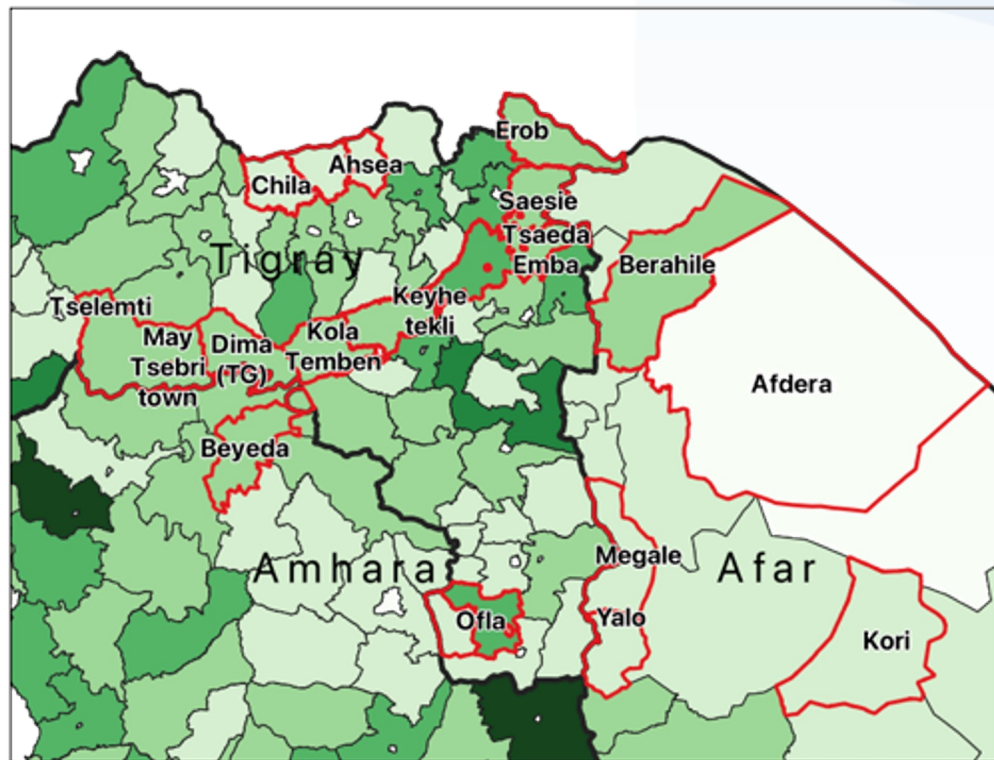 Erob
Ahsea
Chila
Saesie
Tsaeda
Emba
Tigray
Berahile
Keyhe
tekli
Tselemti
May
Tsebri
town
Dima
(TG)
Kola
Temben
Afdera
Beyeda
Megale
Amhara
Afar
Ofla
Yalo
Kori